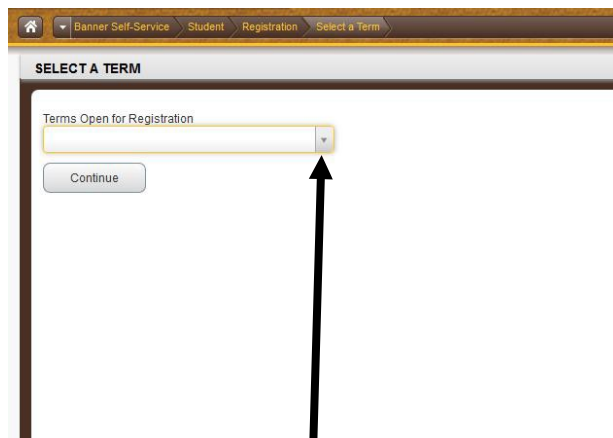 Banner Self-Service Student Registration Select a Term
SELECT A TERM
Terms Open for Registration
Continue